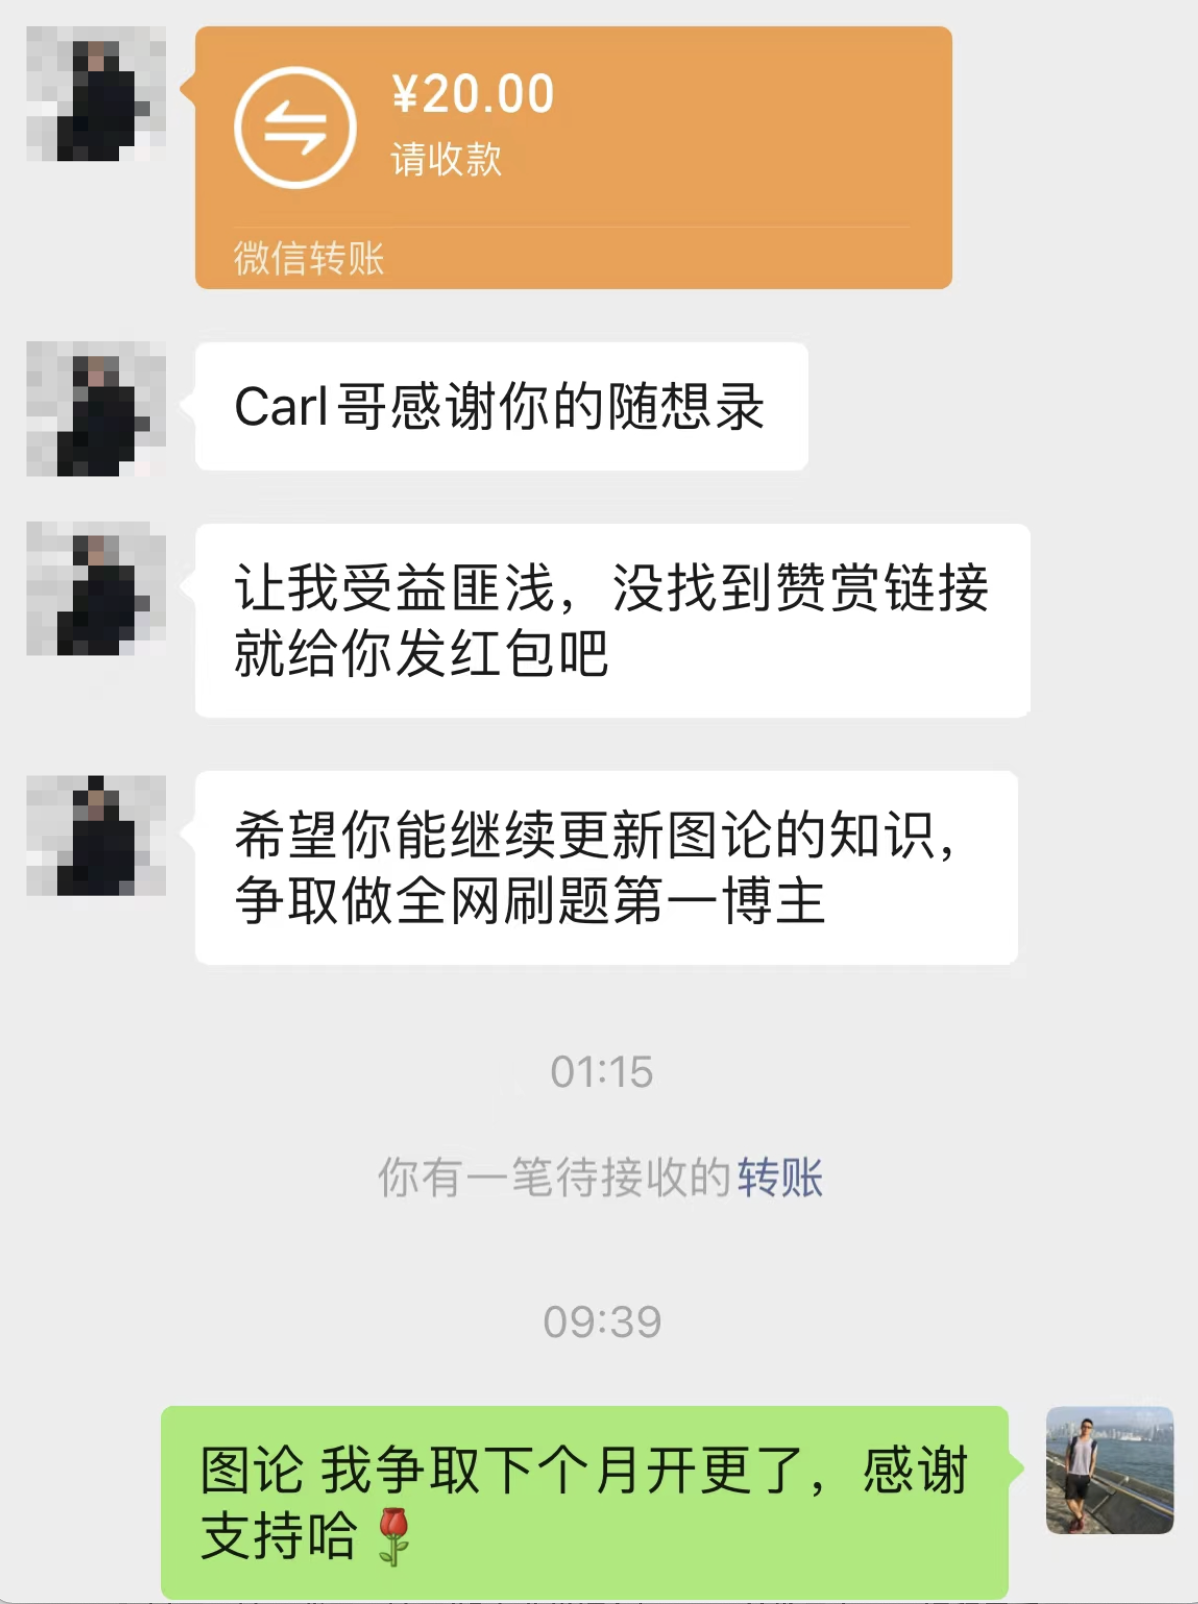 ¥20.00
请收款
微信转账
Carl哥感谢你的随想录
让我受益匪浅，没找到赞赏链接
就给你发红包吧
希望你能继续更新图论的知识，
争取做全网刷题第一博主
01:15
你有一笔待接收的转账
09:39
图论 我争取下个月开更了，感谢
支持哈🌹